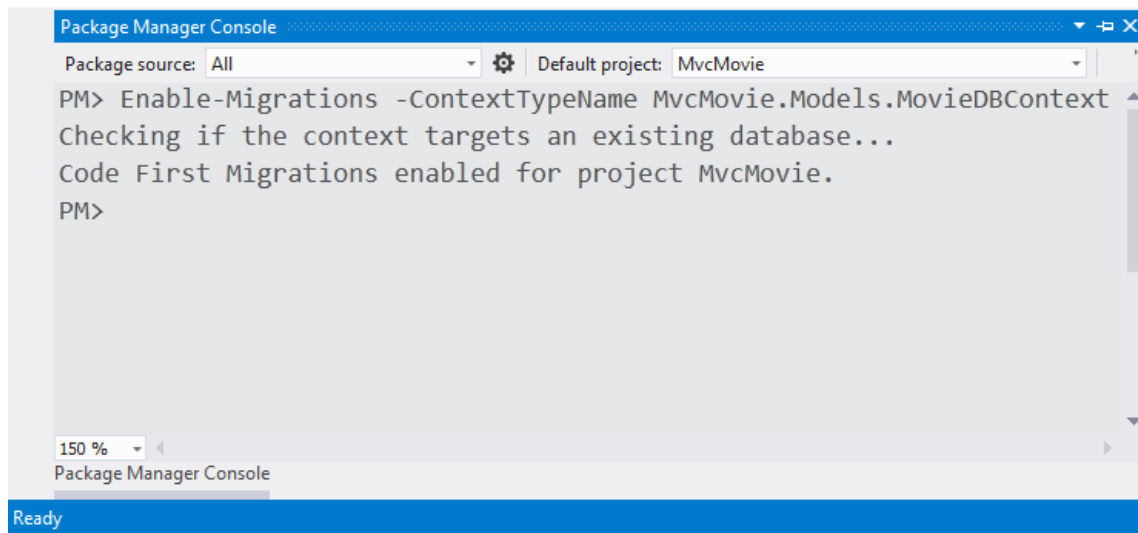 Package Manager Console
Package source: All Default project: MvcMovie
PM> Enable-Migrations -ContextTypeName MvcMovie.Models.MovieDBContext
Checking if the context targets an existing database...
Code First Migrations enabled for project MvcMovie.
PM>
150 %
Package Manager Console
Ready